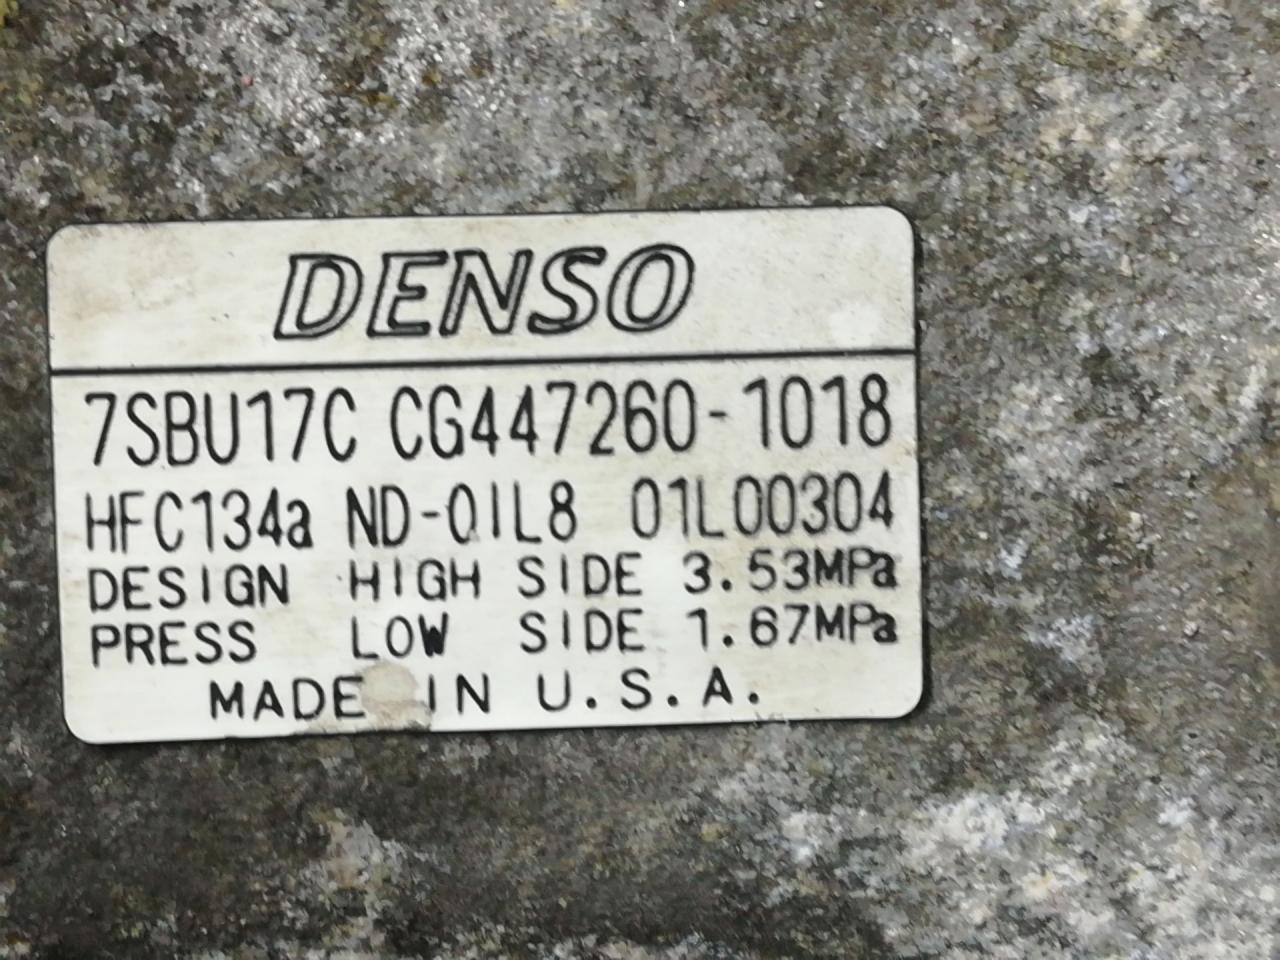 DENSO
7SBU17C CG447260-1018
HFC134a ND-OIL8 01L00304
DESIGN HIGH SIDE 3.53MPa
PRESS LOW SIDE 1.67MPa
MADE IN U.S.A.